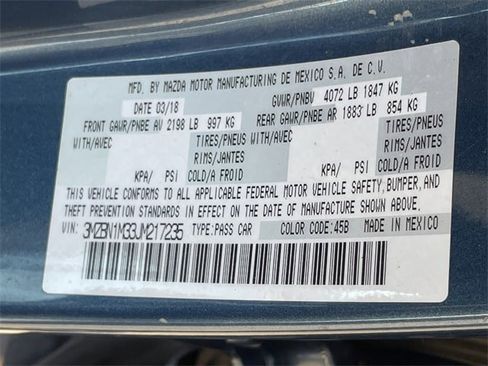 MFD. BY MAZDA MOTOR MANUFACTURING DE MEXICO S.A. DE C.V.
DATE 03/18 GVWR/PNBV 4072 LB 1847 KG
FRONT GAWR/PNBE AV 2198 LB 997 KG REAR GAWR/PNBE AR 1883 LB 854 KG
WITH/AVEC TIRES/PNEUS WITH/AVEC TIRES/PNEUS
RIMS/JANTES RIMS/JANTES
KPA/ PSI COLD/A FROID KPA/ PSI COLD/A FROID
THIS VEHICLE CONFORMS TO ALL APPLICABLE FEDERAL MOTOR VEHICLE SAFETY, BUMPER, AND
THEFT PREVENTION STANDARDS IN EFFECT ON THE DATE OF MANUFACTURE SHOWN ABOVE.
VIN: 3MZBN1M33JM217235 TYPE:PASS CAR COLOR CODE:45B MADE IN MEXICO